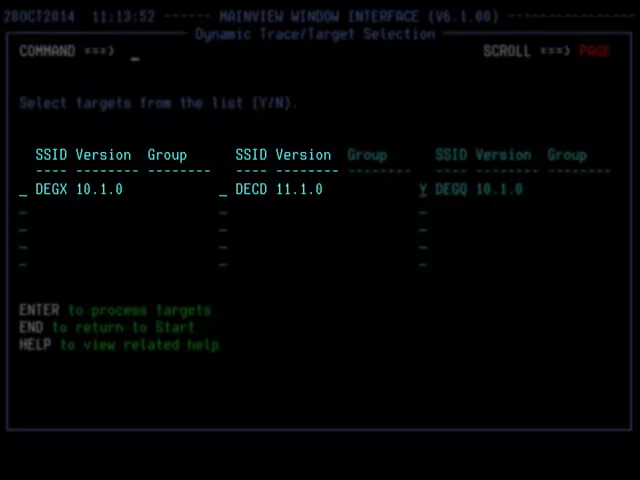 28OCT2014 11:13:52 ------ MAINVIEW WINDOW INTERFACE (V6.1.00) ----------------
Dynamic Trace/Target Selection
COMMAND ===> _ SCROLL ===> PAGE
Select targets from the list (Y/N).
SSID Version Group SSID Version Group SSID Version Group
---- -------- -------- ---- -------- -------- ---- -------- --------
_ DEGX 10.1.0 _ DECD 11.1.0 Y DEGQ 10.1.0
_ _ _
_ _ _
_ _ _
_ _ _
ENTER to process targets
END to return to Start
HELP to view related help